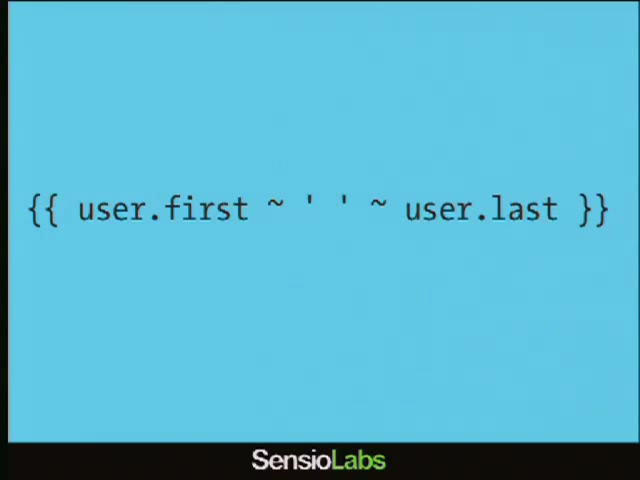 {{ user.first ~ ' ' ~ user.last }}
SensioLabs